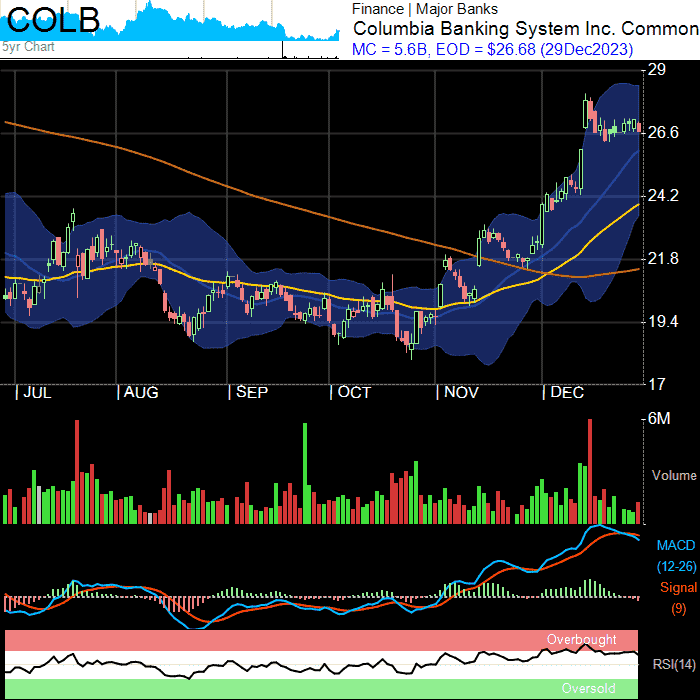 COLB
5yr Chart
Finance | Major Banks
Columbia Banking System Inc. Common
MC = 5.6B, EOD = $26.68 (29Dec2023)
29
26.6
24.2
21.8
19.4
17
JUL AUG SEP OCT NOV DEC
6M
Volume
MACD
(12-26)
Signal
(9)
Overbought
RSI(14)
Oversold